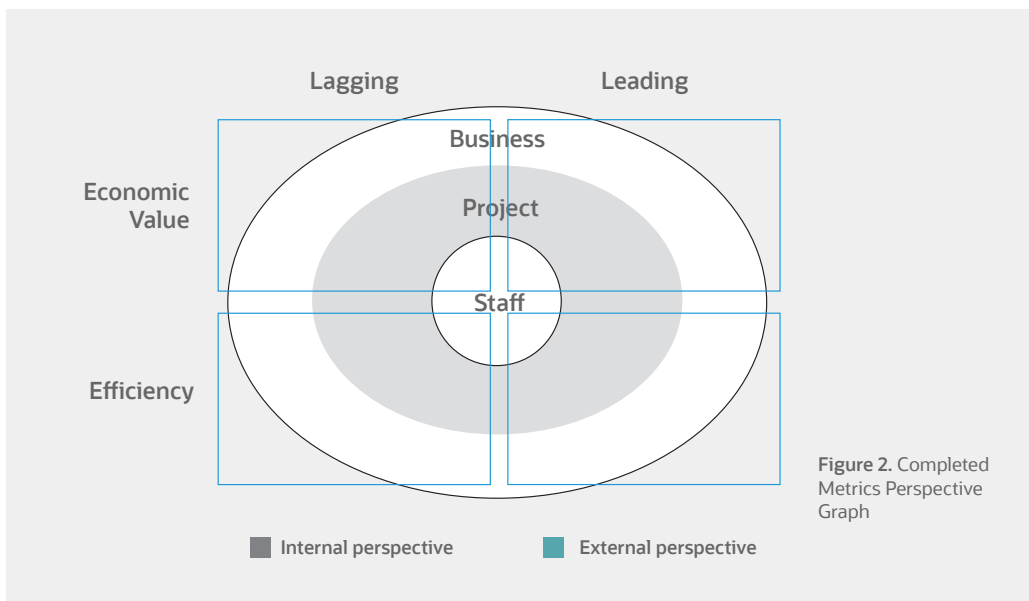 Lagging
Leading
Business
Economic
Value
Project
Staff
Efficiency
Figure 2. Completed
Metrics Perspective
Graph
Internal perspective
External perspective